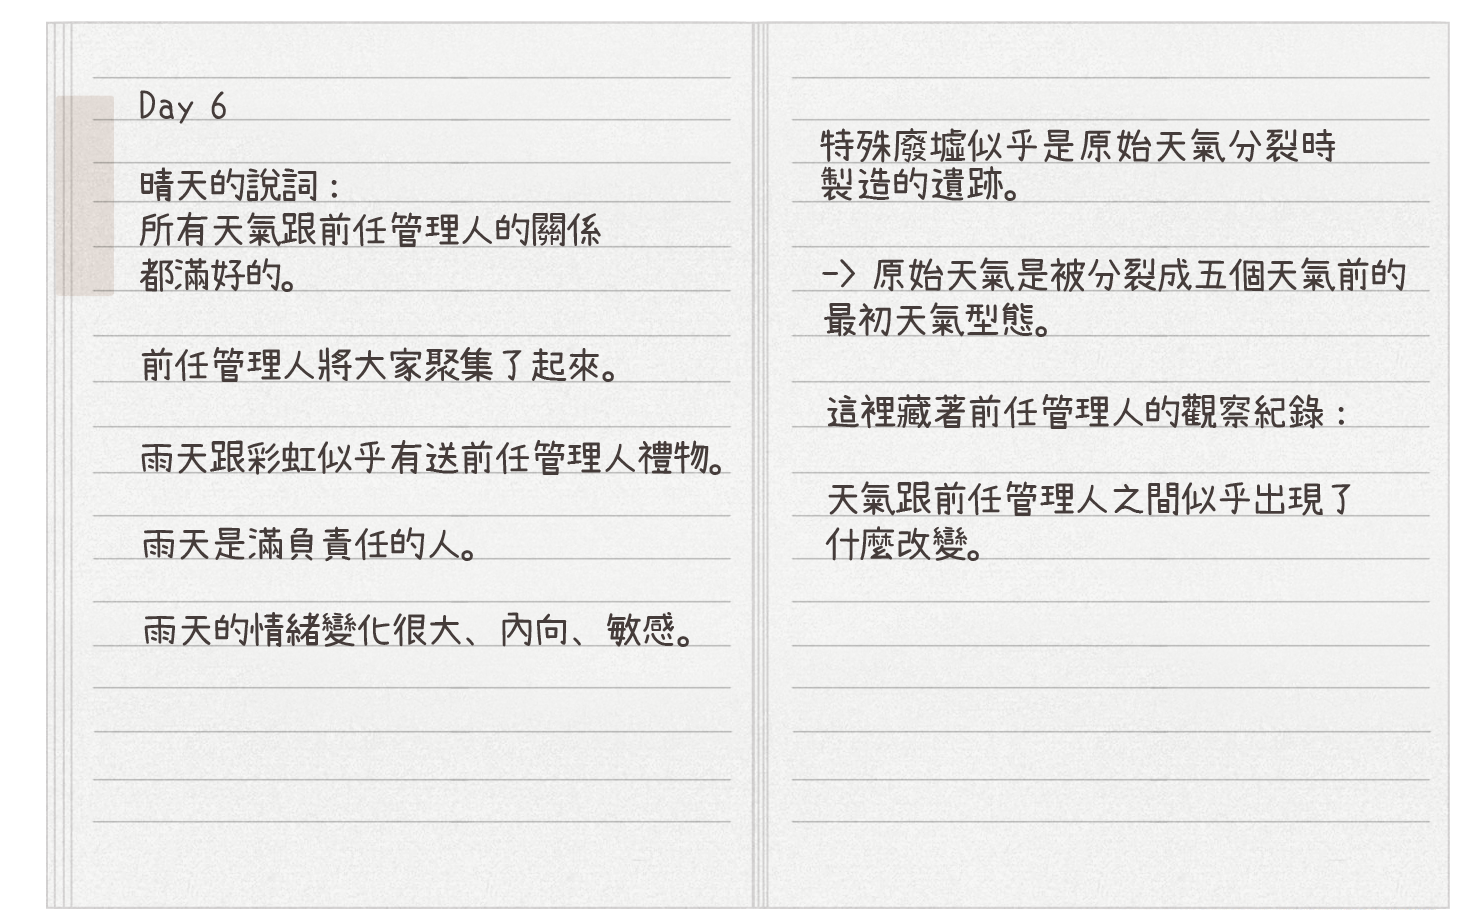 Day 6
晴天的說詞：
所有天氣跟前任管理人的關係
都滿好的。
前任管理人將大家聚集了起來。
雨天跟彩虹似乎有送前任管理人禮物。
雨天是滿負責任的人。
雨天的情緒變化很大、內向、敏感。
特殊廢墟似乎是原始天氣分裂時
製造的遺跡。
-> 原始天氣是被分裂成五個天氣前的
最初天氣型態。
這裡藏著前任管理人的觀察紀錄：
天氣跟前任管理人之間似乎出現了
什麼改變。